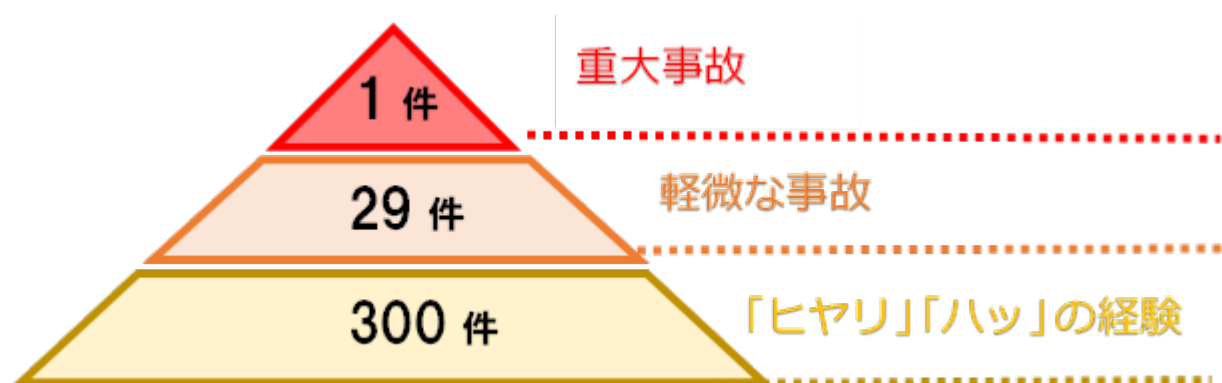 1 件
重大事故
29 件
軽微な事故
300 件
「ヒヤリ」「ハッ」の経験